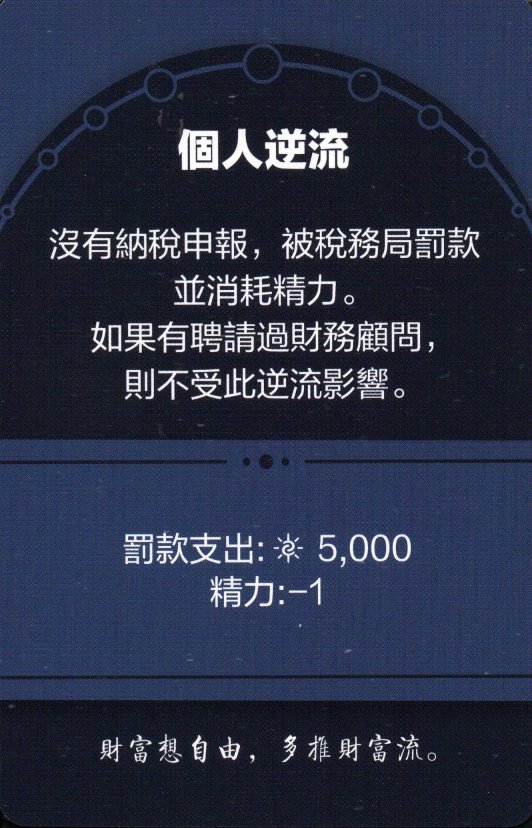 個人逆流
沒有納稅申報，被稅務局罰款
並消耗精力。
如果有聘請過財務顧問，
則不受此逆流影響。
罰款支出: 5,000
精力:−1
財富想自由，多推財富流。